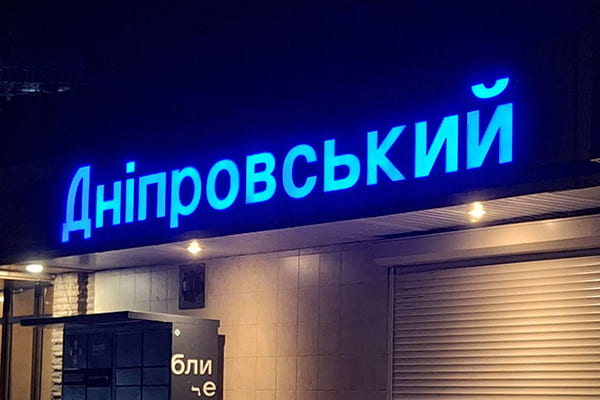 Дніпровський
бли
е